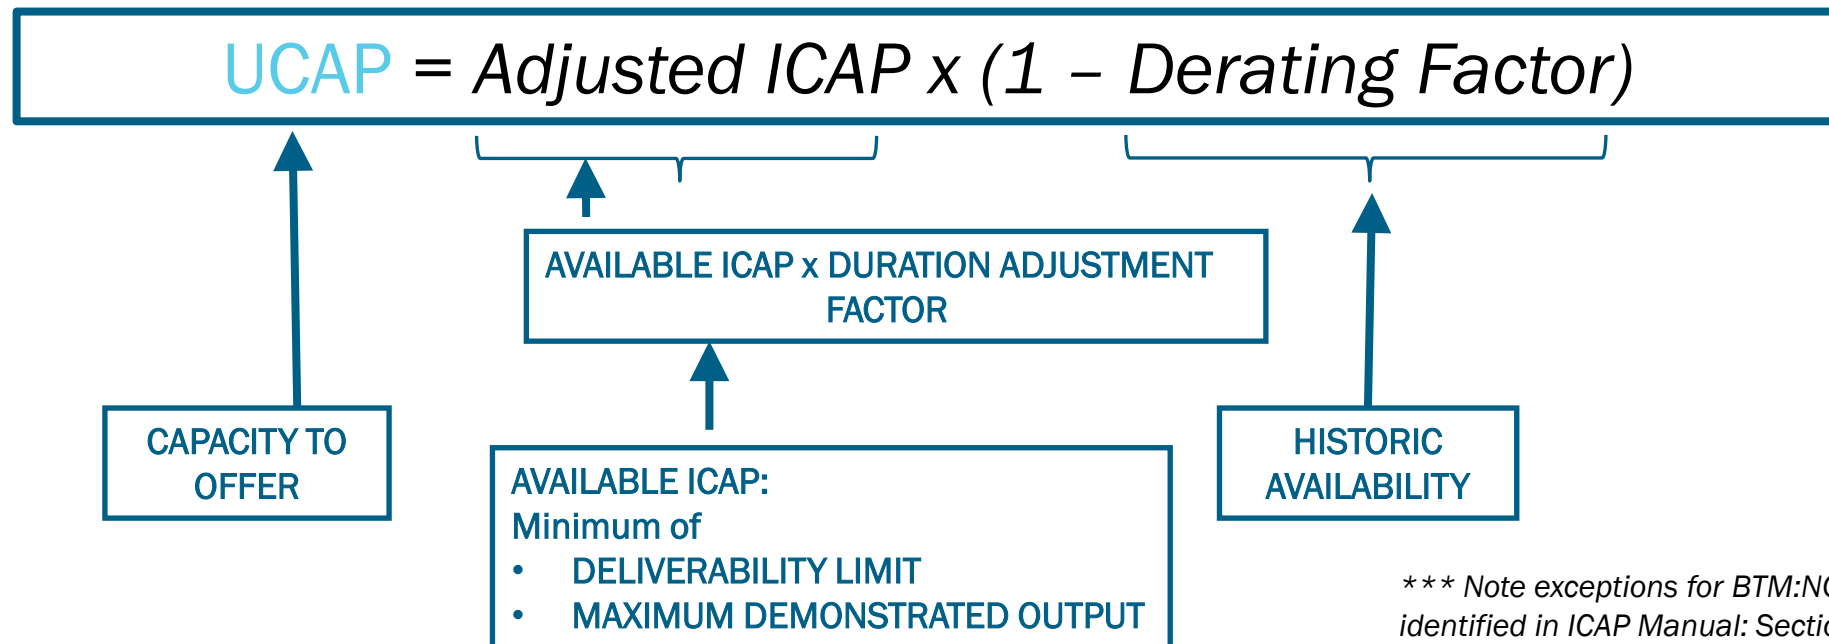 UCAP = Adjusted ICAP x (1 – Derating Factor)
AVAILABLE ICAP x DURATION ADJUSTMENT
FACTOR
CAPACITY TO
OFFER
AVAILABLE ICAP:
Minimum of
• DELIVERABILITY LIMIT
• MAXIMUM DEMONSTRATED OUTPUT
HISTORIC
AVAILABILITY
*** Note exceptions for
identified in ICAP Manual: